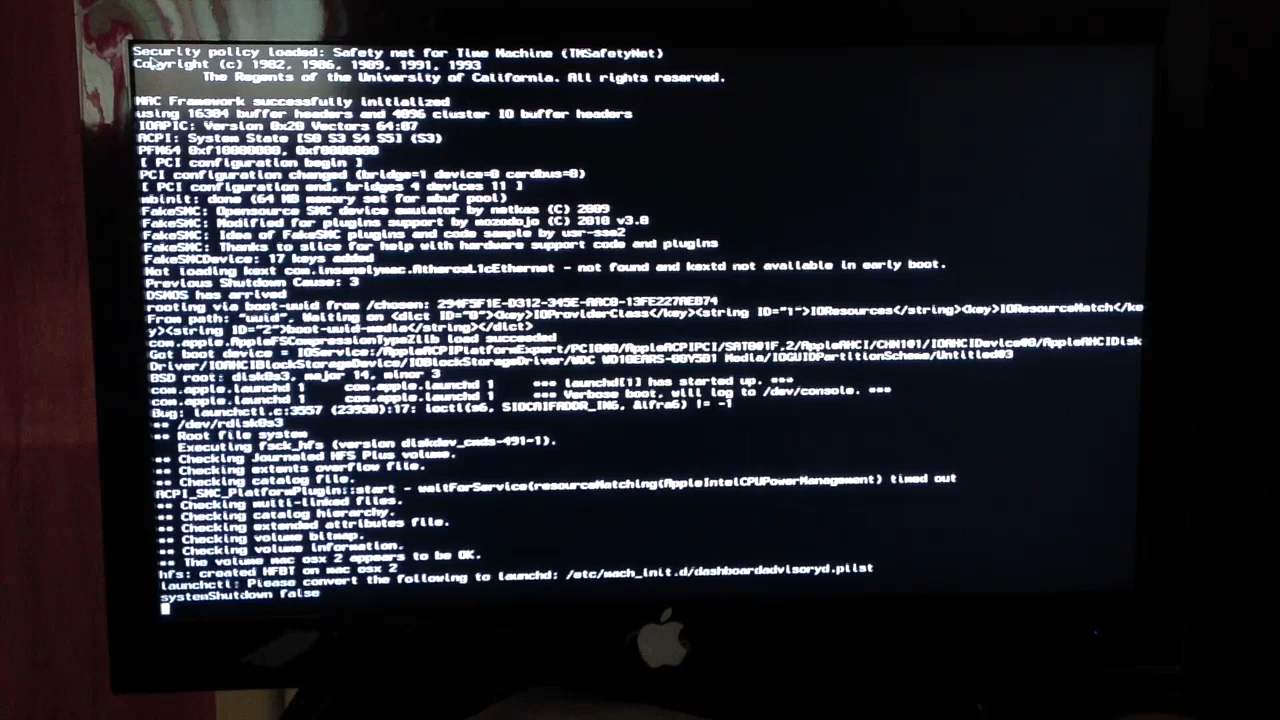 Security policy loaded: Safety net for Time Machine (TMSafetyNet)
Copyright (c) 1982, 1986, 1989, 1991, 1993
The Regents of the University of California. All rights reserved.
MAC Framework successfully initialized
using 16384 buffer headers and 4096 cluster IO buffer headers
IOAPIC: Version 0x20 Vectors 64:87
ACPI: System State [S0 S3 S4 S5] (S3)
PFM64 0xf10000000, 0xf0000000
[ PCI configuration begin ]
PCI configuration changed (bridge=1 device=0 cardbus=0)
[ PCI configuration end, bridges 4 devices 11 ]
mbinit: done (64 MB memory set for mbuf pool)
FakeSMC: Opensource SMC device emulator by netkas (C) 2009
FakeSMC: Modified for plugins support by mozodojo (C) 2010 v3.0
FakeSMC: Idea of FakeSMC plugins and code sample by usr-sse2
FakeSMC: Thanks to slice for help with hardware support code and plugins
FakeSMCDevice: 17 keys added
Not loading kext com.insanelymac.AtherosL1cEthernet - not found and kextd not available in early boot.
Previous Shutdown Cause: 3
DSMOS has arrived
rooting via boot-uuid from /chosen: 294F5F1E-D312-345E-AAC0-13FE227AEB74
From path: "uuid", Waiting on <dict ID="0"><key>IOProviderClass</key><string ID="1">IOResources</string><key>IOResourceMatch</ke
y><string ID="2">boot-uuid-media</string></dict>
com.apple.AppleFSCompressionTypeZlib load succeeded
Got boot device = IOService:/AppleACPIPlatformExpert/PCI0@0/AppleACPIPCI/SAT0@1F,2/AppleAHCI/CHN1@1/IOAHCIDevice@0/AppleAHCIDisk
Driver/IOAHCIBlockStorageDevice/IOBlockStorageDriver/WDC WD10EARS-00Y5B1 Media/IOGUIDPartitionScheme/Untitled@3
BSD root: disk0s3, major 14, minor 3
com.apple.launchd 1 com.apple.launchd 1 *** launchd[1] has started up. ***
com.apple.launchd 1 com.apple.launchd 1 *** Verbose boot, will log to /dev/console. ***
Bug: launchctl.c:3557 (23930):17: ioctl(s6, SIOCAIFADDR_IN6, &ifra6) != -1
** /dev/rdisk0s3
** Root file system
Executing fsck_hfs (version diskdev_cmds-491~1).
** Checking Journaled HFS Plus volume.
** Checking extents overflow file.
** Checking catalog file.
ACPI_SMC_PlatformPlugin::start - waitForService(resourceMatching(AppleIntelCPUPowerManagement) timed out
** Checking multi-linked files.
** Checking catalog hierarchy.
** Checking extended attributes file.
** Checking volume bitmap.
** Checking volume information.
** The volume mac osx 2 appears to be OK.
hfs: created HFBT on mac osx 2
launchctl: Please convert the following to launchd: /etc/mach_init.d/dashboardadvisoryd.plist
systemShutdown false